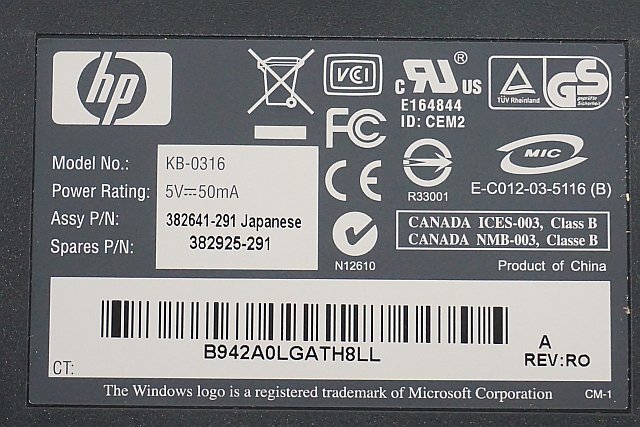 hp
VCI
C UL US ®
E164844
ID: CEM2
TÜV Rheinland
GS
geprüfte
Sicherheit
FC
CE
R33001
MIC
E-C012-03-5116 (B)
N12610
Model No.: KB-0316
Power Rating: 5V⎓50mA
Assy P/N: 382641-291 Japanese
Spares P/N: 382925-291
CANADA ICES-003, Class B
CANADA NMB-003, Classe B
Product of China
B942A0LGATH8LL
CT:
A
REV:RO
The Windows logo is a registered trademark of Microsoft Corporation
CM-1